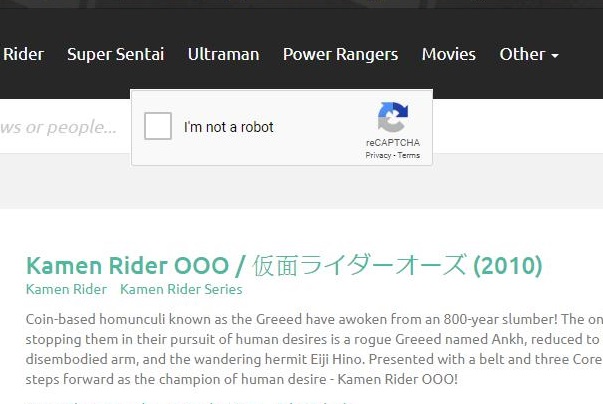 Rider Super Sentai Ultraman Power Rangers Movies Other
ws or people...
I'm not a robot
reCAPTCHA
Privacy - Terms
Kamen Rider OOO / 仮面ライダーオーズ (2010)
Kamen Rider Kamen Rider Series
Coin-based homunculi known as the Greeed have awoken from an 800-year slumber! The on
stopping them in their pursuit of human desires is a rogue Greeed named Ankh, reduced to
disembodied arm, and the wandering hermit Eiji Hino. Presented with a belt and three Core
steps forward as the champion of human desire - Kamen Rider OOO!